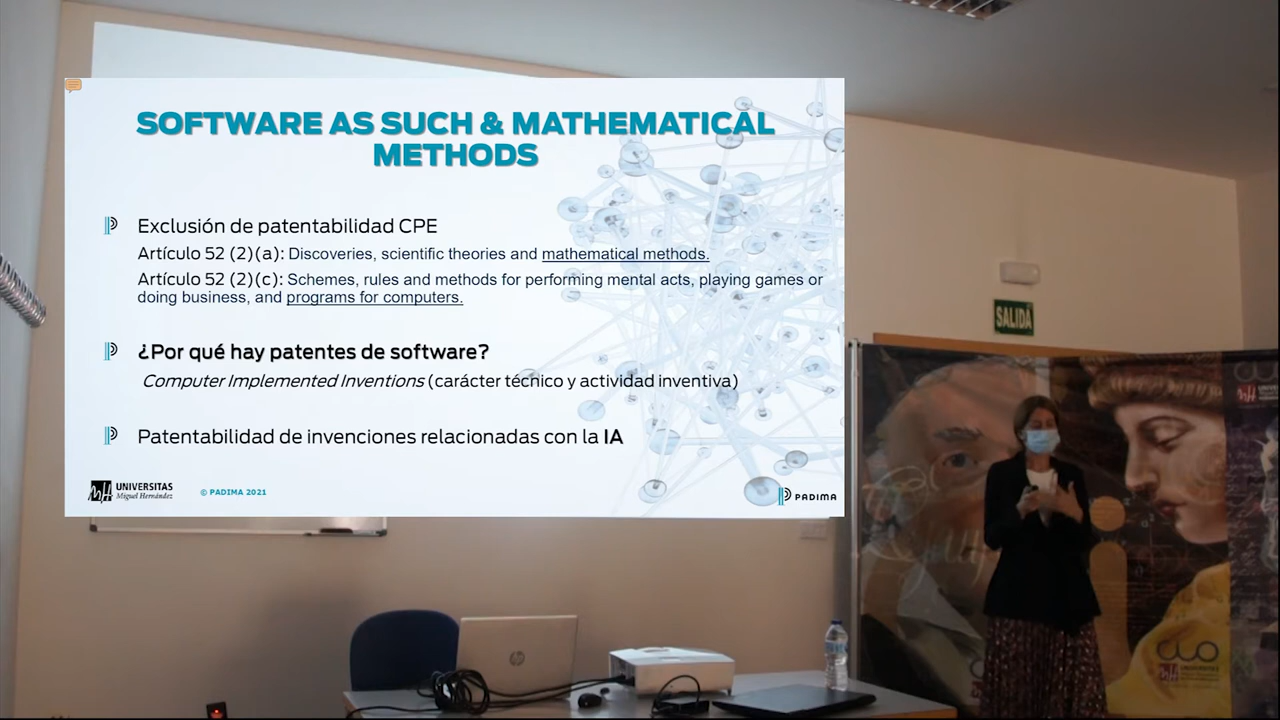 SOFTWARE AS SUCH & MATHEMATICAL
METHODS
Exclusión de patentabilidad CPE
Artículo 52 (2)(a): Discoveries, scientific theories and mathematical methods.
Artículo 52 (2)(c): Schemes, rules and methods for performing mental acts, playing games or
doing business, and programs for computers.
¿Por qué hay patentes de software?
Computer Implemented Inventions (carácter técnico y actividad inventiva)
Patentabilidad de invenciones relacionadas con la IA
UNIVERSITAS
Miguel Hernández
© PADIMA 2021
PADIMA
SALIDA
hp
UNIVERSITAS